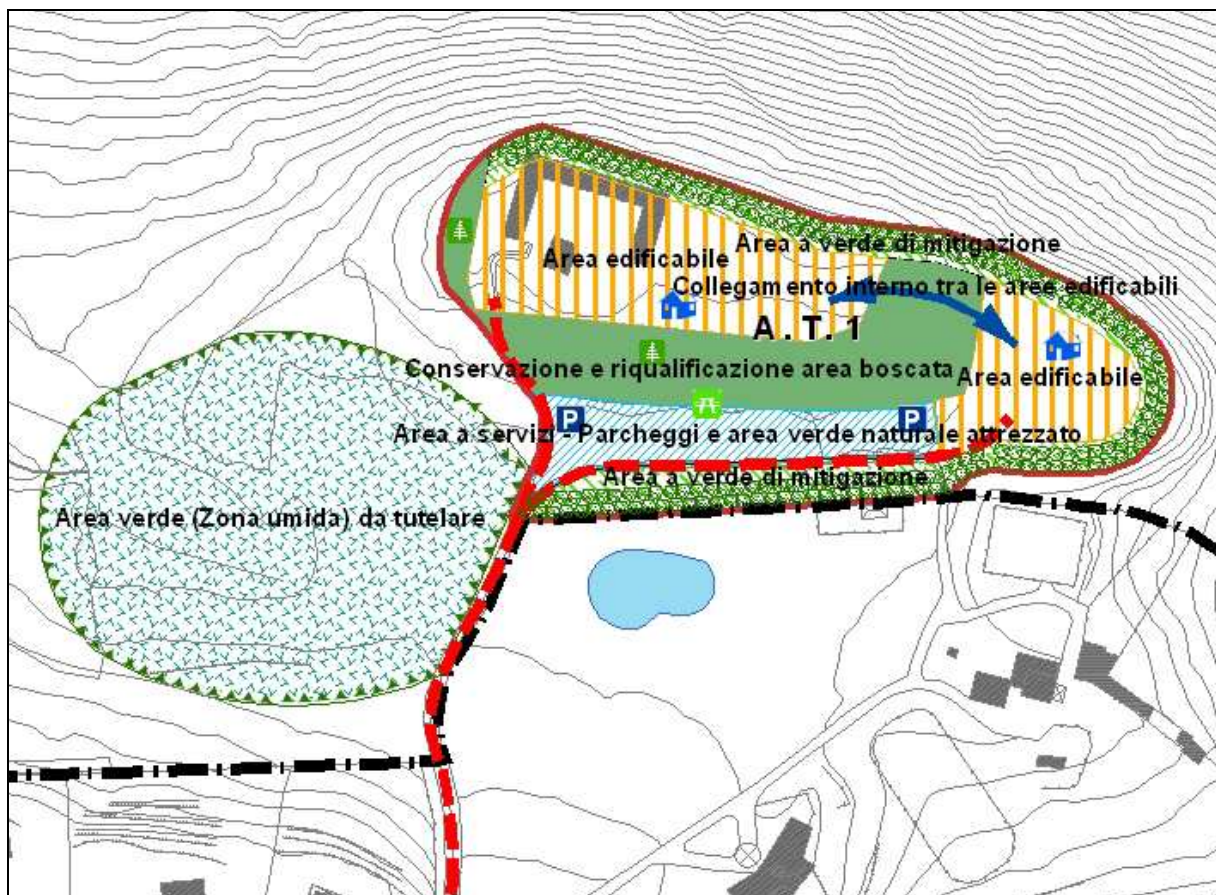 Area a verde di mitigazione
Area edificabile
Collegamento interno tra le aree edificabili
A.T.1
Conservazione e riqualificazione area boscata
Area edificabile
P
P
Area a servizi - Parcheggi e area verde naturale attrezzato
Area a verde di mitigazione
Area verde (Zona umida) da tutelare